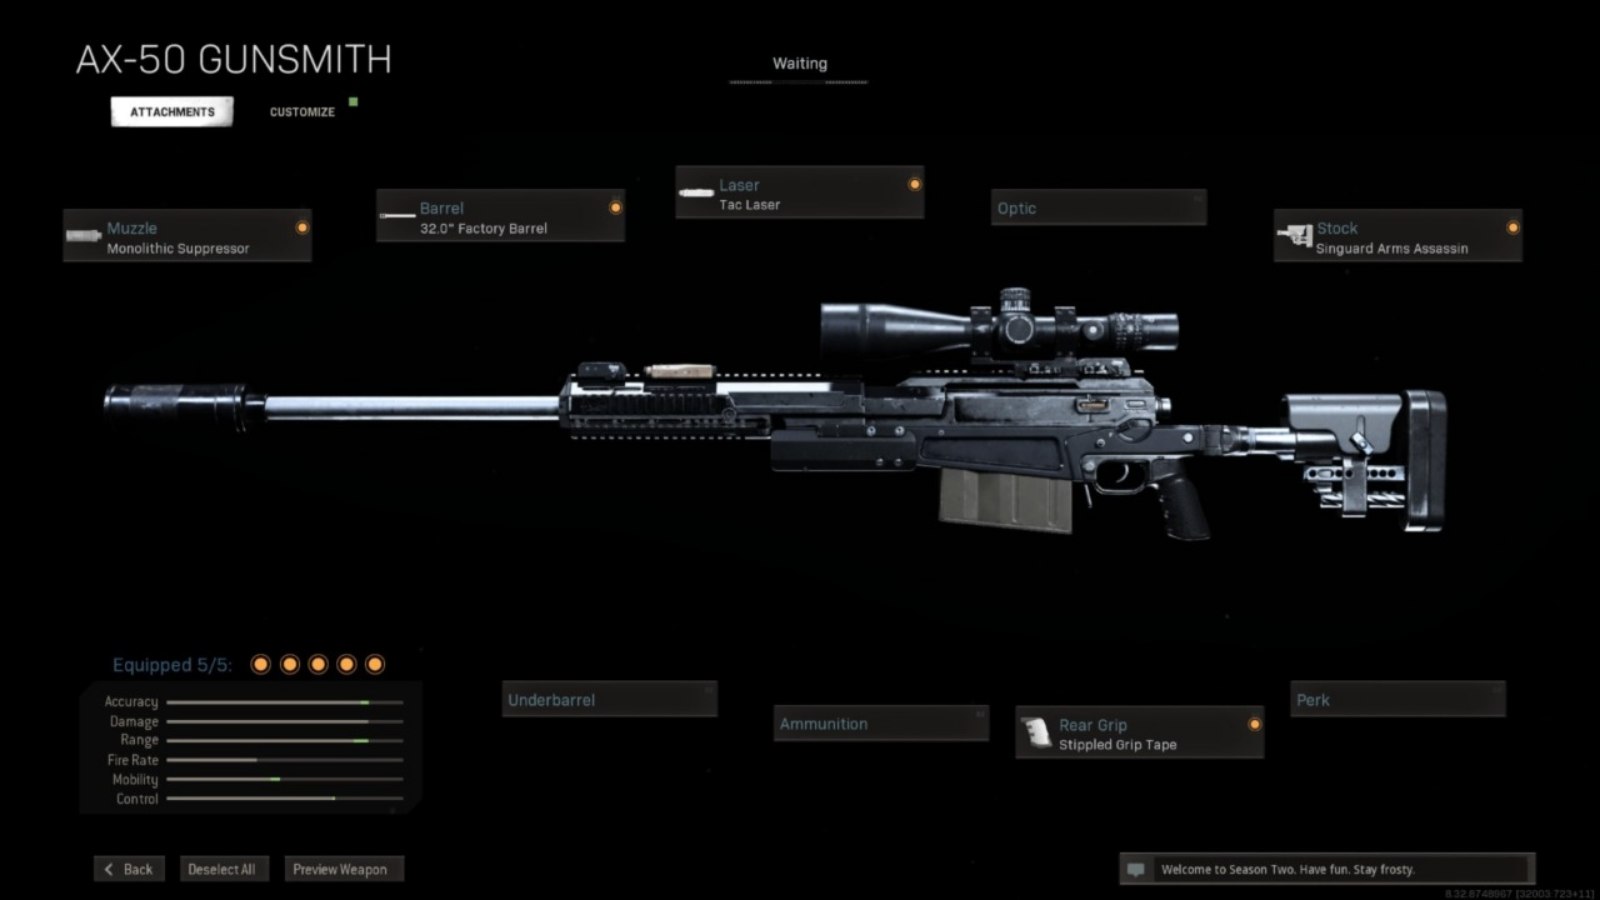 AX-50 GUNSMITH
Waiting
ATTACHMENTS
CUSTOMIZE
Laser
Tac Laser
Barrel
32.0" Factory Barrel
Optic
Muzzle
Monolithic Suppressor
Stock
Singuard Arms Assassin
Equipped 5/5:
Accuracy
Damage
Range
Fire Rate
Mobility
Control
Underbarrel
Ammunition
Rear Grip
Stippled Grip Tape
Perk
Back
Deselect All
Preview Weapon
Welcome to Season Two. Have fun. Stay frosty.